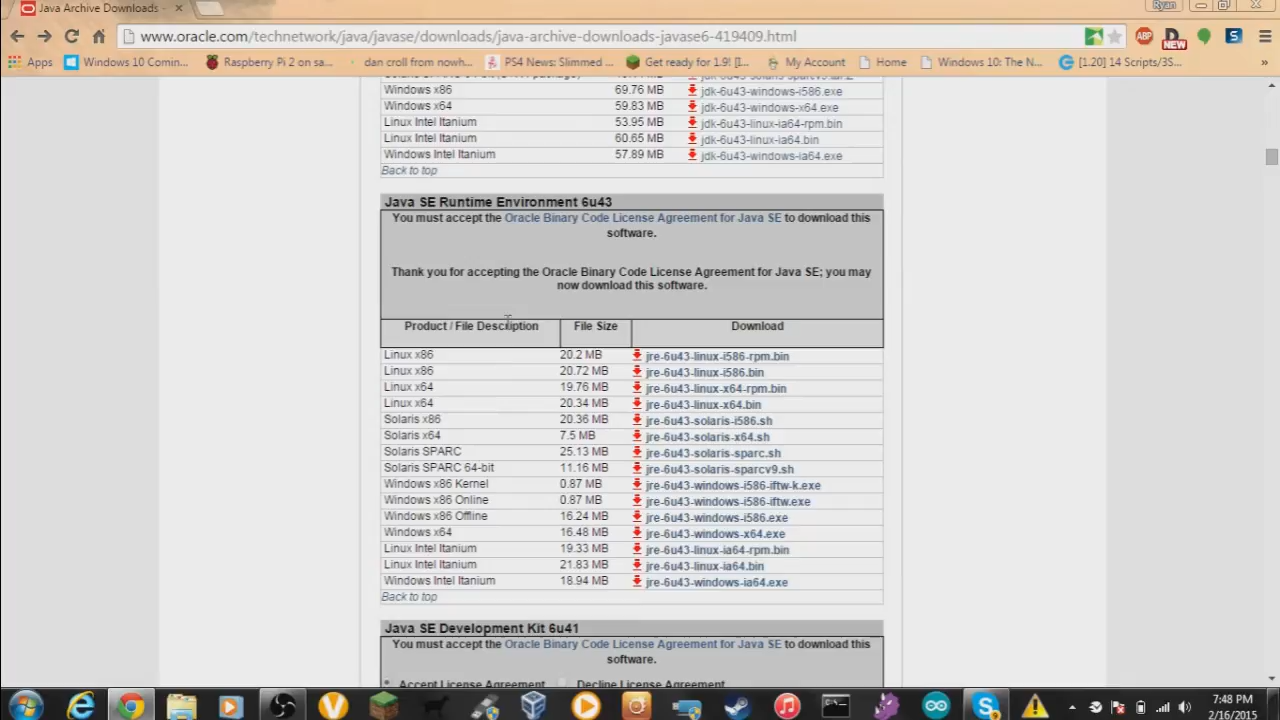 Java Archive Downloads -
Ryan
www.oracle.com/technetwork/java/javase/downloads/java-archive-downloads-javase6-419409.html
ABP
NEW
S
Apps
Windows 10 Comin...
Raspberry Pi 2 on sa...
dan croll from nowh...
PS4 News: Slimmed ...
Get ready for 1.9! [I...
My Account
Home
Windows 10: The N...
[1.20] 14 Scripts/3S...
»
Windows x86 69.76 MB jdk-6u43-windows-i586.exe
Windows x64 59.83 MB jdk-6u43-windows-x64.exe
Linux Intel Itanium 53.95 MB jdk-6u43-linux-ia64-rpm.bin
Linux Intel Itanium 60.65 MB jdk-6u43-linux-ia64.bin
Windows Intel Itanium 57.89 MB jdk-6u43-windows-ia64.exe
Back to top
Java SE Runtime Environment 6u43
You must accept the Oracle Binary Code License Agreement for Java SE to download this
software.
Thank you for accepting the Oracle Binary Code License Agreement for Java SE; you may
now download this software.
Product / File Description File Size Download
Linux x86 20.2 MB jre-6u43-linux-i586-rpm.bin
Linux x86 20.72 MB jre-6u43-linux-i586.bin
Linux x64 19.76 MB jre-6u43-linux-x64-rpm.bin
Linux x64 20.34 MB jre-6u43-linux-x64.bin
Solaris x86 20.36 MB jre-6u43-solaris-i586.sh
Solaris x64 7.5 MB jre-6u43-solaris-x64.sh
Solaris SPARC 25.13 MB jre-6u43-solaris-sparc.sh
Solaris SPARC 64-bit 11.16 MB jre-6u43-solaris-sparcv9.sh
Windows x86 Kernel 0.87 MB jre-6u43-windows-i586-iftw-k.exe
Windows x86 Online 0.87 MB jre-6u43-windows-i586-iftw.exe
Windows x86 Offline 16.24 MB jre-6u43-windows-i586.exe
Windows x64 16.48 MB jre-6u43-windows-x64.exe
Linux Intel Itanium 19.33 MB jre-6u43-linux-ia64-rpm.bin
Linux Intel Itanium 21.83 MB jre-6u43-linux-ia64.bin
Windows Intel Itanium 18.94 MB jre-6u43-windows-ia64.exe
Back to top
Java SE Development Kit 6u41
You must accept the Oracle Binary Code License Agreement for Java SE to download this
software.
Accept License Agreement Decline License Agreement
7:48 PM
2/16/2015